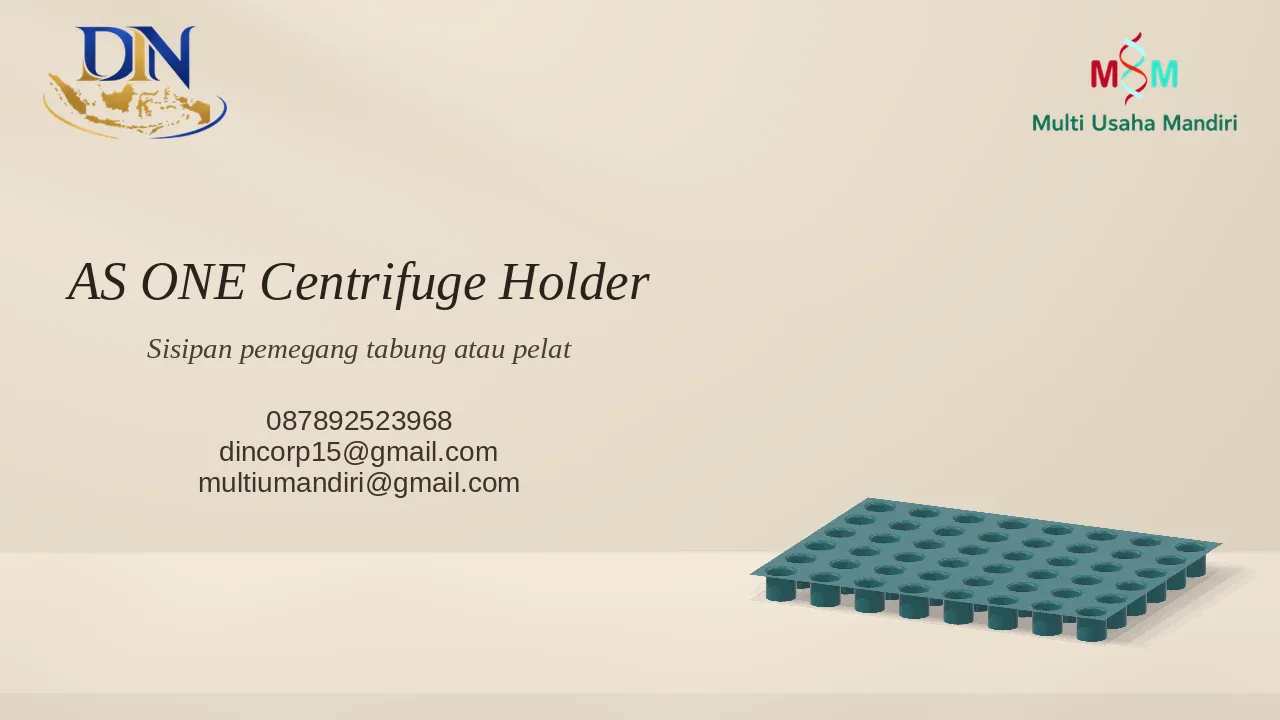 DN
M M
Multi Usaha Mandiri
AS ONE Centrifuge Holder
Sisipan pemegang tabung atau pelat
087892523968
dincorp15@gmail.com
multiumandiri@gmail.com